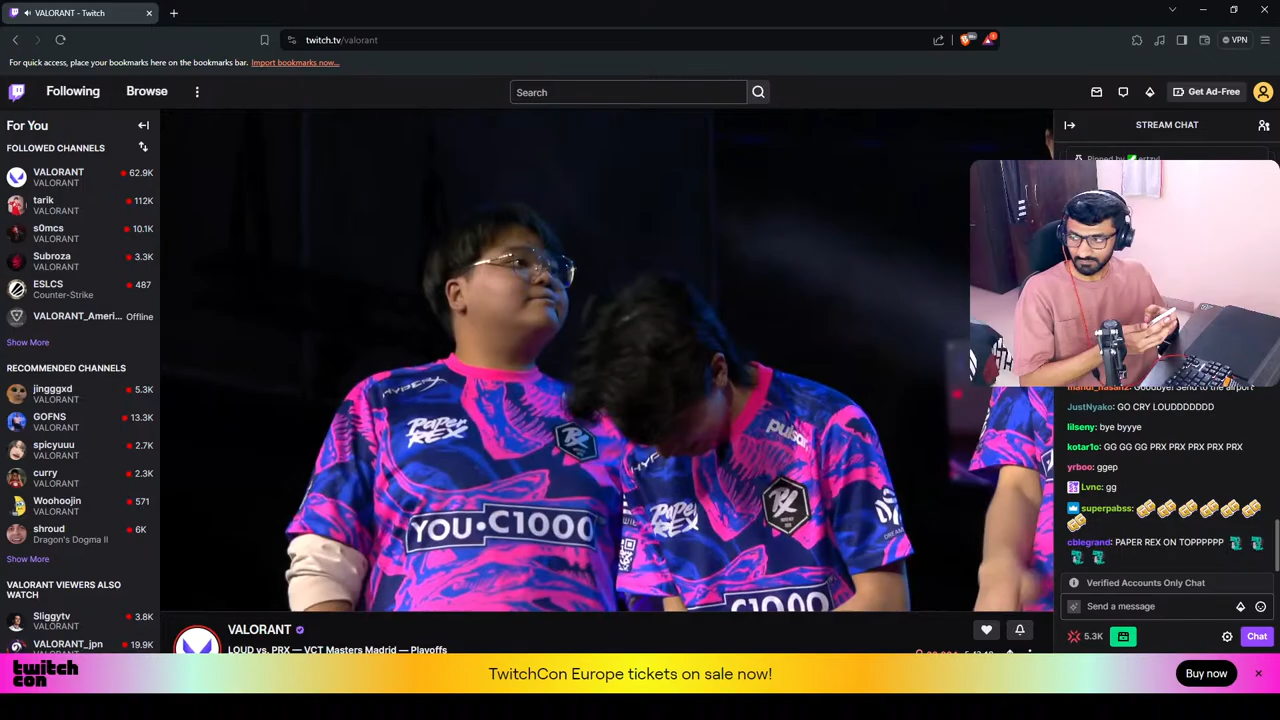 VALORANT - Twitch
twitch.tv/valorant
VPN
For quick access, place your bookmarks here on the bookmarks bar. Import bookmarks now...
Following
Browse
Search
Get Ad-Free
For You
FOLLOWED CHANNELS
VALORANT
VALORANT
62.9K
tarik
VALORANT
112K
s0mcs
VALORANT
10.1K
Subroza
VALORANT
3.3K
ESLCS
Counter-Strike
487
VALORANT_Ameri...
Offline
Show More
RECOMMENDED CHANNELS
jinggxd
VALORANT
5.3K
GOFNS
VALORANT
13.3K
spicyuuu
VALORANT
2.7K
curry
VALORANT
2.3K
Woohoojin
VALORANT
571
shroud
Dragon's Dogma II
6K
Show More
VALORANT VIEWERS ALSO
WATCH
Sliggytv
VALORANT
3.8K
VALORANT_jpn
19.9K
HYPERX
Paper
REX
YOU•C1000
pulsar
Paper
REX
C1000
VALORANT
LOUD vs. PRX — VCT Masters Madrid — Playoffs
STREAM CHAT
JustNyako: GO CRY LOUDDDDDDD
lilseny: bye byyye
kotar1o: GG GG GG PRX PRX PRX PRX PRX
yrboo: ggep
Lvnc: gg
superpabss:
cblegrand: PAPER REX ON TOPPPPPP
Verified Accounts Only Chat
Send a message
5.3K
Chat
twitch
con
TwitchCon Europe tickets on sale now!
Buy now